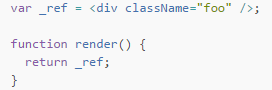 var _ref = <div className="foo" />;
function render() {
  return _ref;
}